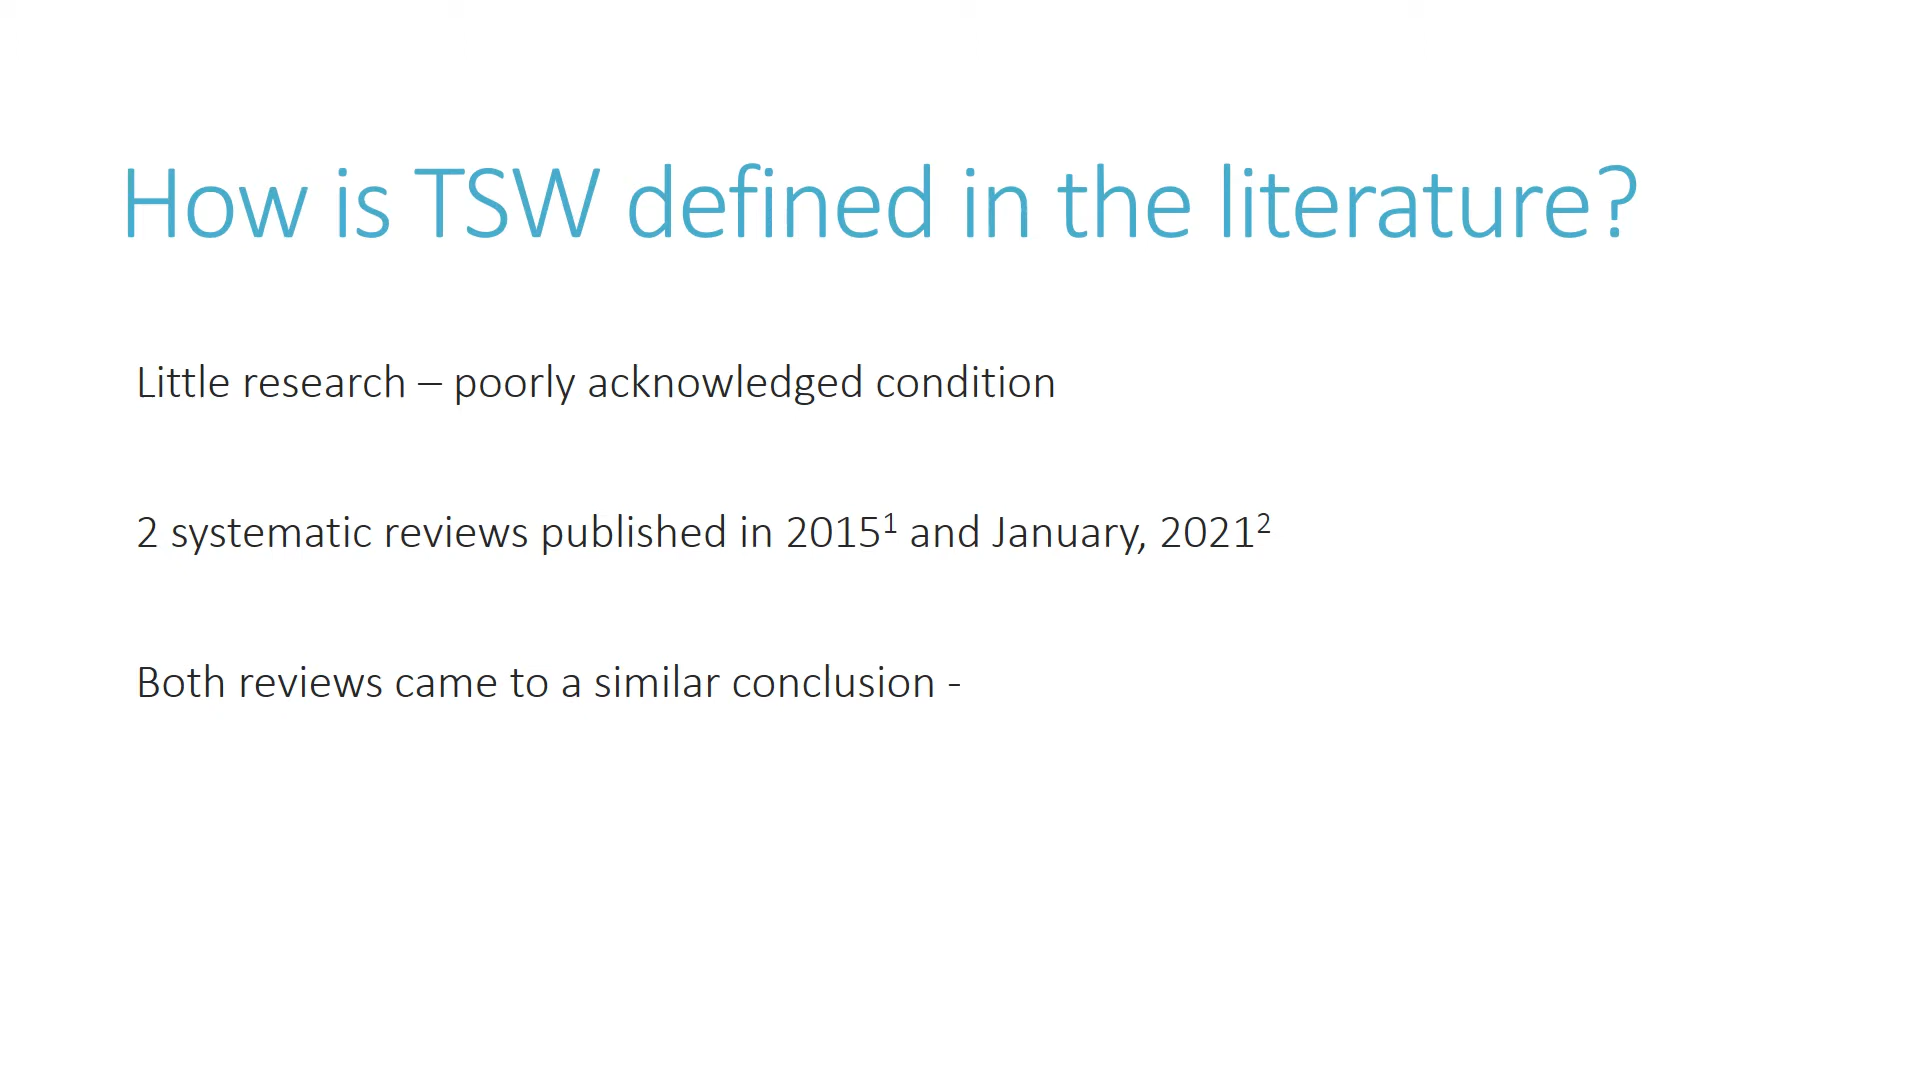 How is TSW defined in the literature?
Little research – poorly acknowledged condition
2 systematic reviews published in 2015¹ and January, 2021²
Both reviews came to a similar conclusion -